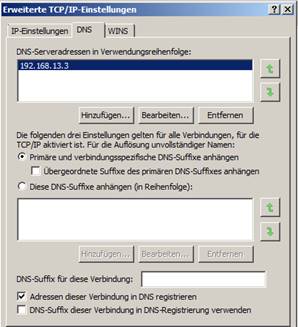 Erweiterte TCP/IP-Einstellungen
IP-Einstellungen DNS WINS
DNS-Serveradressen in Verwendungsreihenfolge:
192.168.13.3
Hinzufügen... Bearbeiten... Entfernen
Die folgenden drei Einstellungen gelten für alle Verbindungen, für die
TCP/IP aktiviert ist. Für die Auflösung unvollständiger Namen:
Primäre und verbindungsspezifische DNS-Suffixe anhängen
Übergeordnete Suffixe des primären DNS-Suffixes anhängen
Diese DNS-Suffixe anhängen (in Reihenfolge):
Hinzufügen... Bearbeiten... Entfernen
DNS-Suffix für diese Verbindung:
Adressen dieser Verbindung in DNS registrieren
DNS-Suffix dieser Verbindung in DNS-Registrierung verwenden